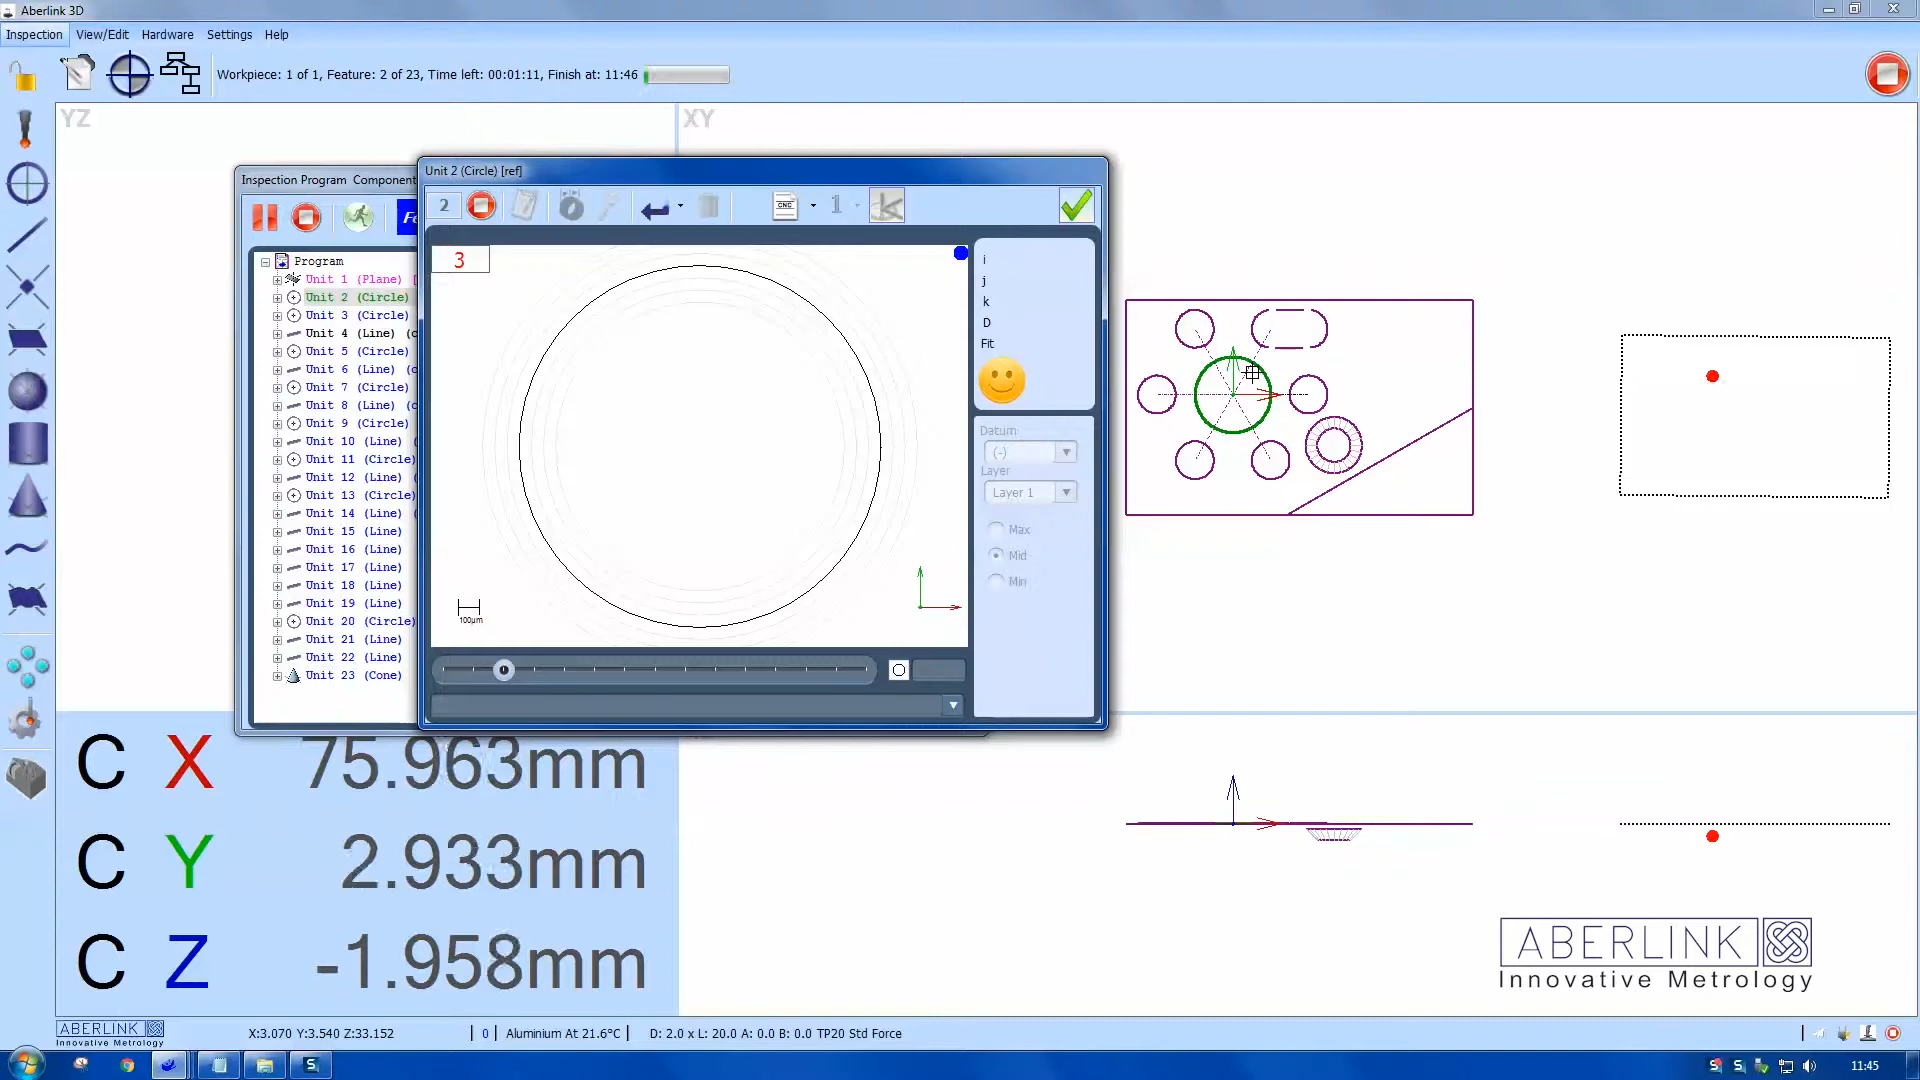 Aberlink 3D
Inspection View/Edit Hardware Settings Help
Workpiece: 1 of 1, Feature: 2 of 23, Time left: 00:01:11, Finish at: 11:46
YZ
XY
Inspection Program Component
Unit 2 (Circle) [ref]
2
CNC
1
3
Program
Unit 1 (Plane) [
Unit 2 (Circle)
Unit 3 (Circle)
Unit 4 (Line) (c
Unit 5 (Circle)
Unit 6 (Line) (c
Unit 7 (Circle)
Unit 8 (Line) (c
Unit 9 (Circle)
Unit 10 (Line) (
Unit 11 (Circle)
Unit 12 (Line) (
Unit 13 (Circle)
Unit 14 (Line) (
Unit 15 (Line)
Unit 16 (Line)
Unit 17 (Line)
Unit 18 (Line)
Unit 19 (Line)
Unit 20 (Circle)
Unit 21 (Line)
Unit 22 (Line)
Unit 23 (Cone)
i
j
k
D
Fit
Datum
(-)
Layer
Layer 1
Max
Mid
Min
100µm
C X 75.963mm
C Y 2.933mm
C Z -1.958mm
ABERLINK
Innovative Metrology
ABERLINK
Innovative Metrology
X:3.070 Y:3.540 Z:33.152
0
Aluminium At 21.6°C
D: 2.0 x L: 20.0 A: 0.0 B: 0.0 TP20 Std Force
11:45